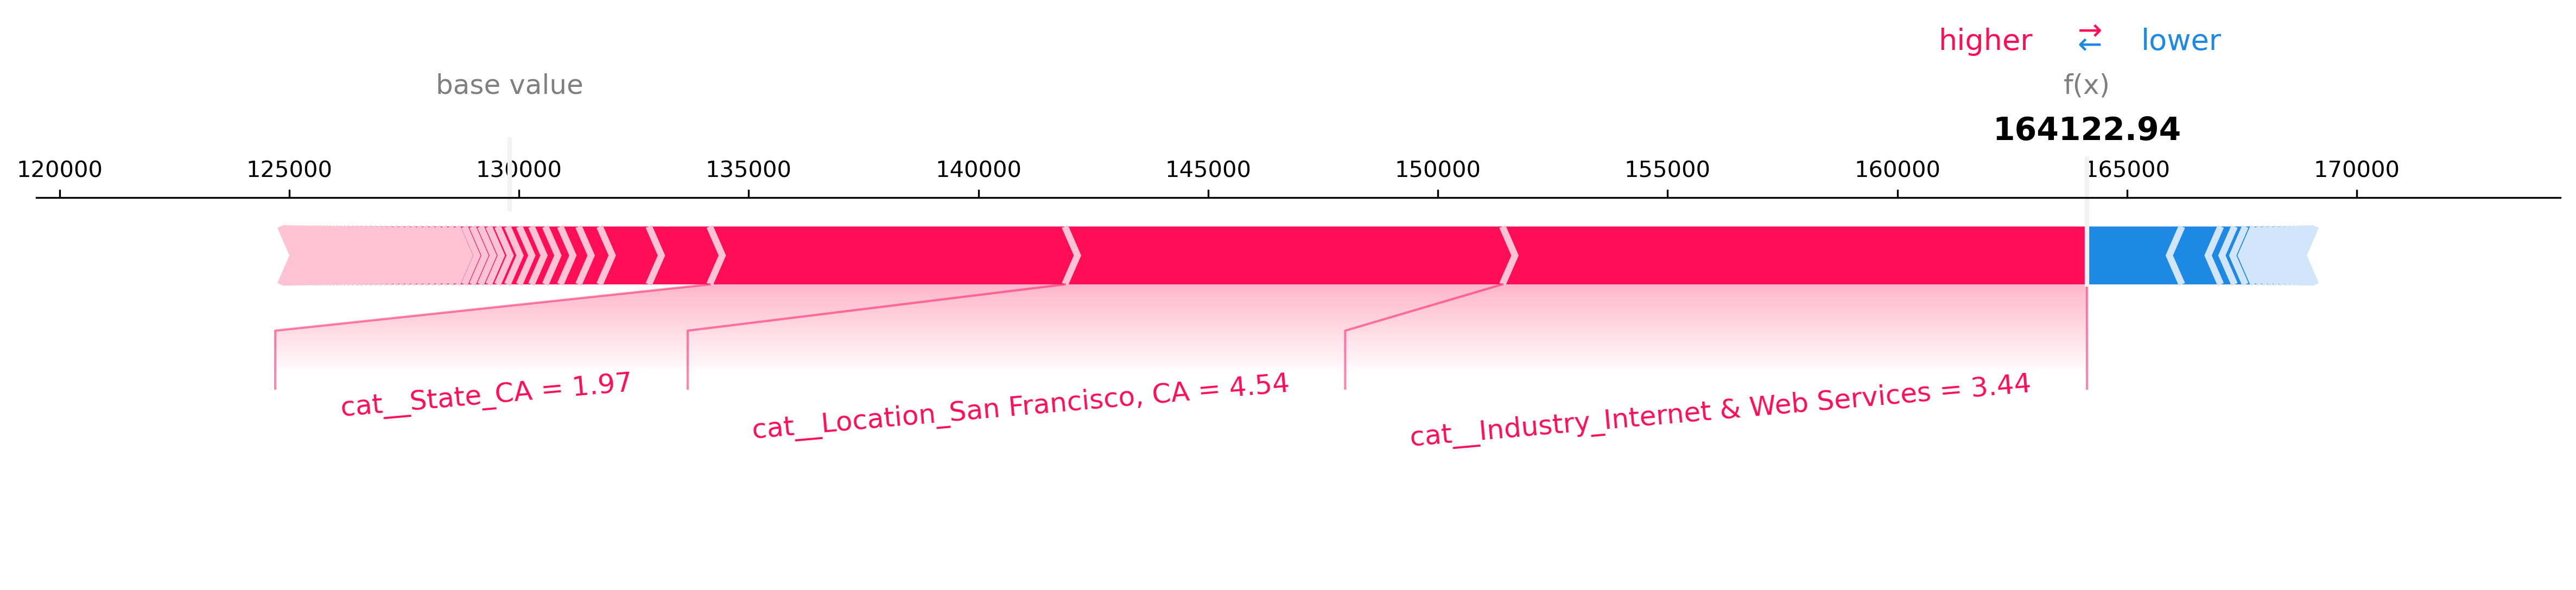 higher ⇄ lower
base value
f(x)
164122.94
120000 125000 130000 135000 140000 145000 150000 155000 160000 165000 170000
cat__State_CA = 1.97
cat__Location_San Francisco, CA = 4.54
cat__Industry_Internet & Web Services = 3.44